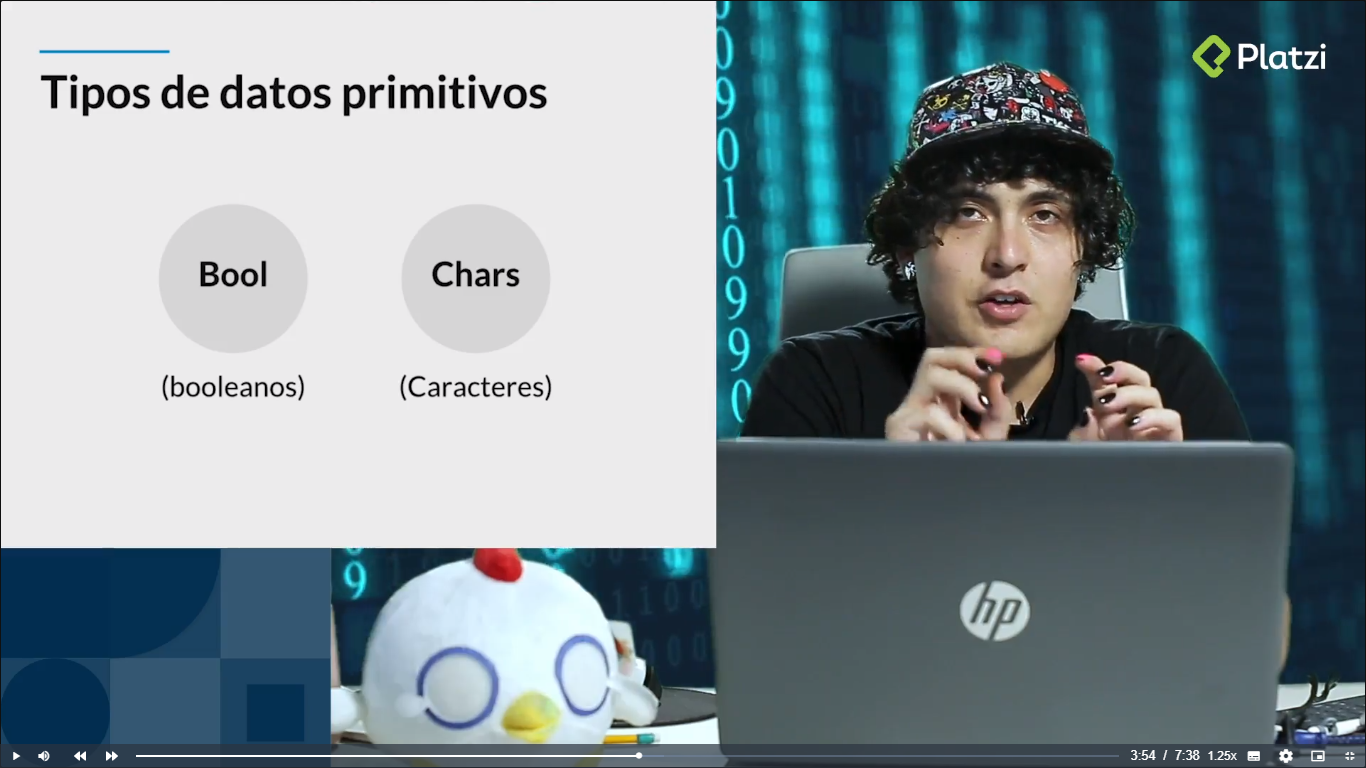 Tipos de datos primitivos
Platzi
Bool
Chars
(booleanos)
(Caracteres)
hp
3:54 / 7:38 1.25x